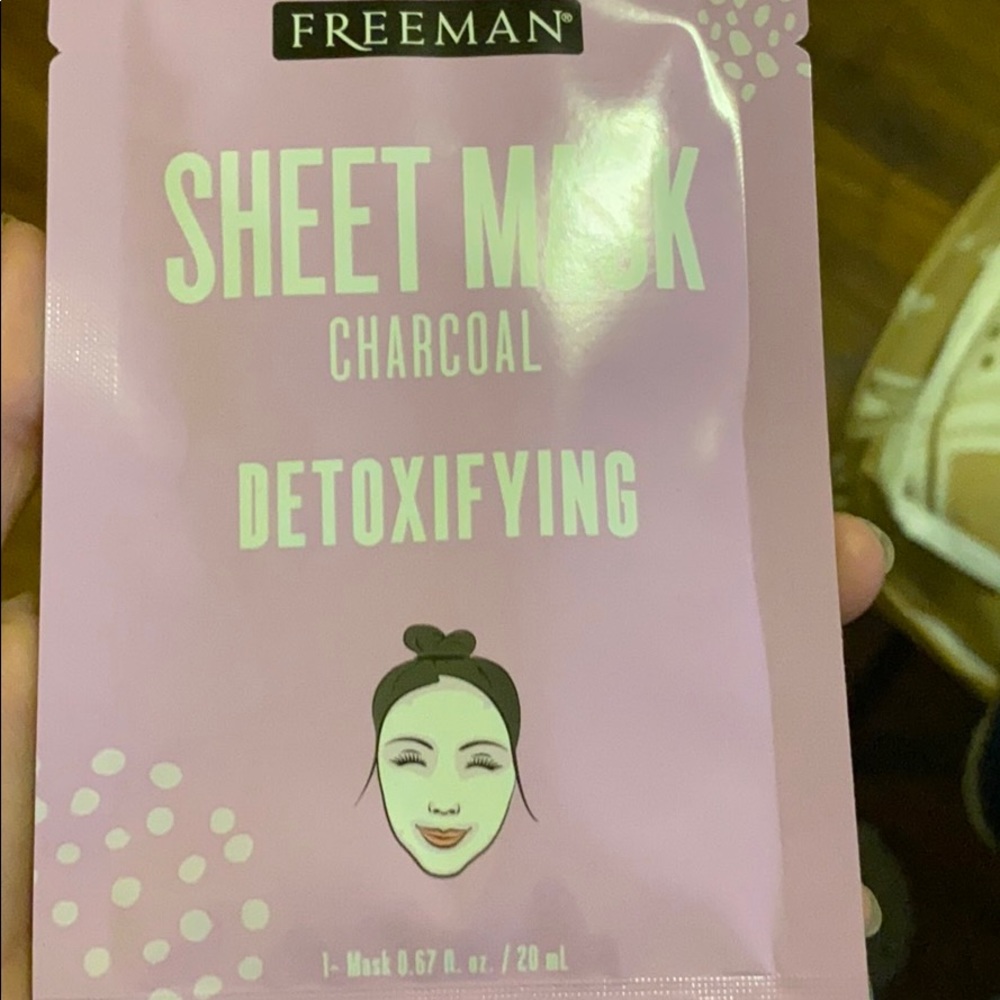 FREEMAN®
SHEET MASK
CHARCOAL
DETOXIFYING
1- Mask 0.67 fl. oz. / 20 mL